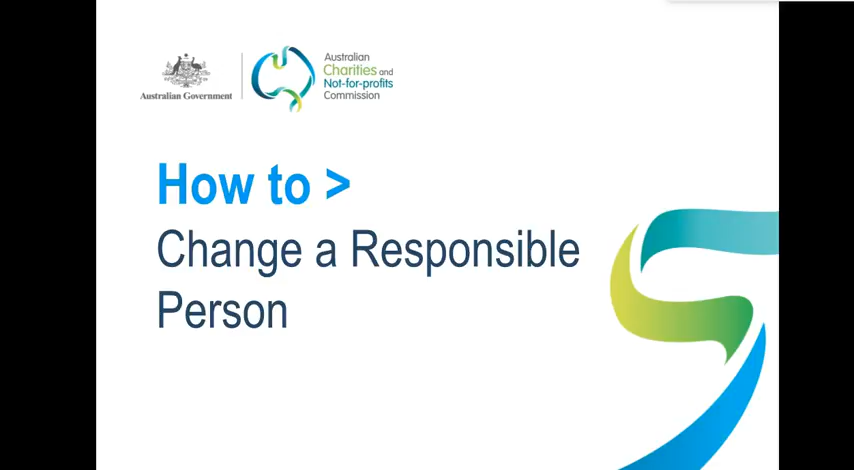 Australian Government
Australian
Charities and
Not-for-profits
Commission
How to >
Change a Responsible
Person